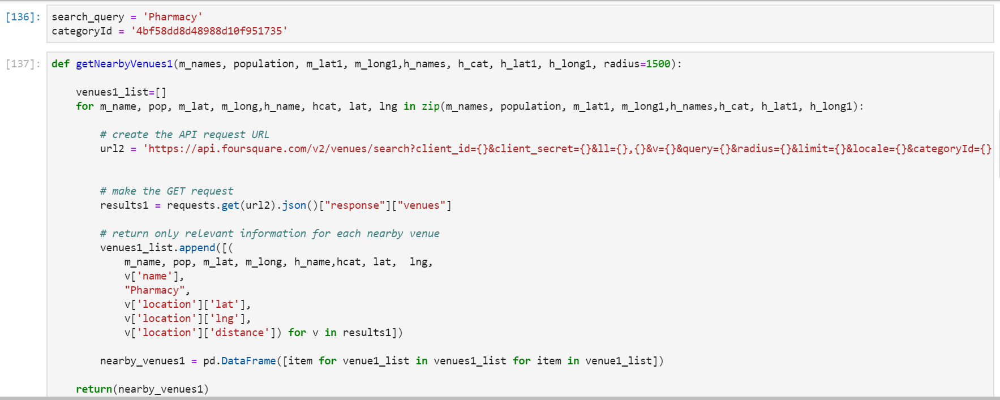 [136]: search_query = 'Pharmacy'
categoryId = '4bf58dd8d48988d10f951735'
[137]: def getNearbyVenues1(m_names, population, m_lat1, m_long1,h_names, h_cat, h_lat1, h_long1, radius=1500):
venues1_list=[]
for m_name, pop, m_lat, m_long,h_name, hcat, lat, lng in zip(m_names, population, m_lat1, m_long1,h_names,h_cat, h_lat1, h_long1):
# create the API request URL
url2 = 'https://api.foursquare.com/v2/venues/search?client_id={}&client_secret={}&ll={},{}&v={}&query={}&radius={}&limit={}&locale={}&categoryId={}
# make the GET request
results1 = requests.get(url2).json()["response"]["venues"]
# return only relevant information for each nearby venue
venues1_list.append([(
m_name, pop, m_lat, m_long, h_name,hcat, lat,  lng,
v['name'],
"Pharmacy",
v['location']['lat'],
v['location']['lng'],
v['location']['distance']) for v in results1])
nearby_venues1 = pd.DataFrame([item for venue1_list in venues1_list for item in venue1_list])
return(nearby_venues1)